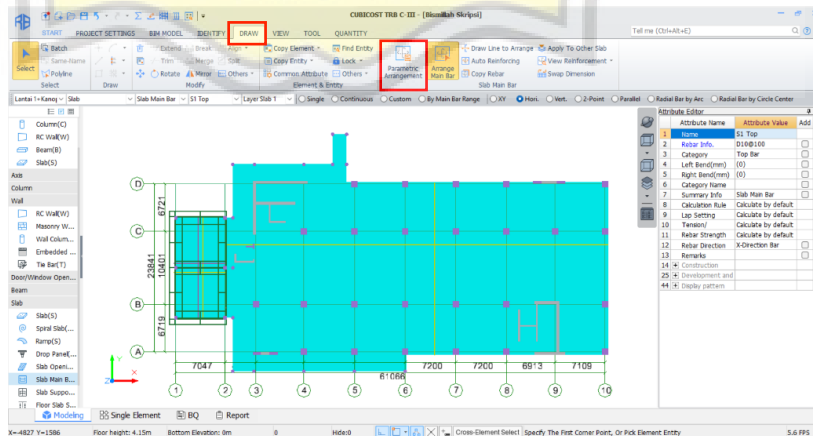 CUBICOST TRB C-III - [Bismillah Skripsi]
START PROJECT SETTINGS BIM MODEL IDENTIFY DRAW VIEW TOOL QUANTITY
Tell me (Ctrl+Alt+E)
Select
Batch
Same-Name
Polyline
Select
Draw
Extend Break Align
Trim Merge Split
Rotate Mirror Others
Modify
Copy Element Find Entity
Copy Entity Lock
Common Attribute Others
Element & Entity
Parametric Arrangement
Arrange Main Bar
Draw Line to Arrange Apply To Other Slab
Auto Reinforcing View Reinforcement
Copy Rebar Swap Dimension
Slab Main Bar
Lantai 1+Kanoj Slab Slab Main Bar S1 Top Layer Slab 1 Single Continuous Custom By Main Bar Range XY Hori. Vert. 2-Point Parallel Radial Bar by Arc Radial Bar by Circle Center
Column(C)
RC Wall(W)
Beam(B)
Slab(S)
Axis
Column
Wall
RC Wall(W)
Masonry W...
Wall Colum...
Embedded ...
Tie Bar(T)
Door/Window Open...
Beam
Slab
Slab(S)
Spiral Slab(...
Ramp(S)
Drop Panel(...
Slab Openi...
Slab Main B...
Slab Suppo...
Floor Slab S...
D
C
B
A
6721
10401
23841
6719
7047
61066
7200
7200
6913
7109
1 2 3 4 5 6 7 8 9 10
Y
X
Z
Attribute Editor
Attribute Name Attribute Value Add
1 Name S1 Top
2 Rebar Info. D10@100
3 Category Top Bar
4 Left Bend(mm) (0)
5 Right Bend(mm) (0)
6 Category Name
7 Summary Info Slab Main Bar
8 Calculation Rule Calculate by default
9 Lap Setting Calculate by default
10 Tension/ Calculate by default
11 Rebar Strength Calculate by default
12 Rebar Direction X-Direction Bar
13 Remarks
14 + Construction
25 + Development and
44 + Display pattern
Modeling Single Element BQ Report
X=-4827 Y=1586 Floor height: 4.15m Bottom Elevation: 0m 0 Hide:0 Cross-Element Select Specify The First Corner Point, Or Pick Element Entity 5.6 FPS